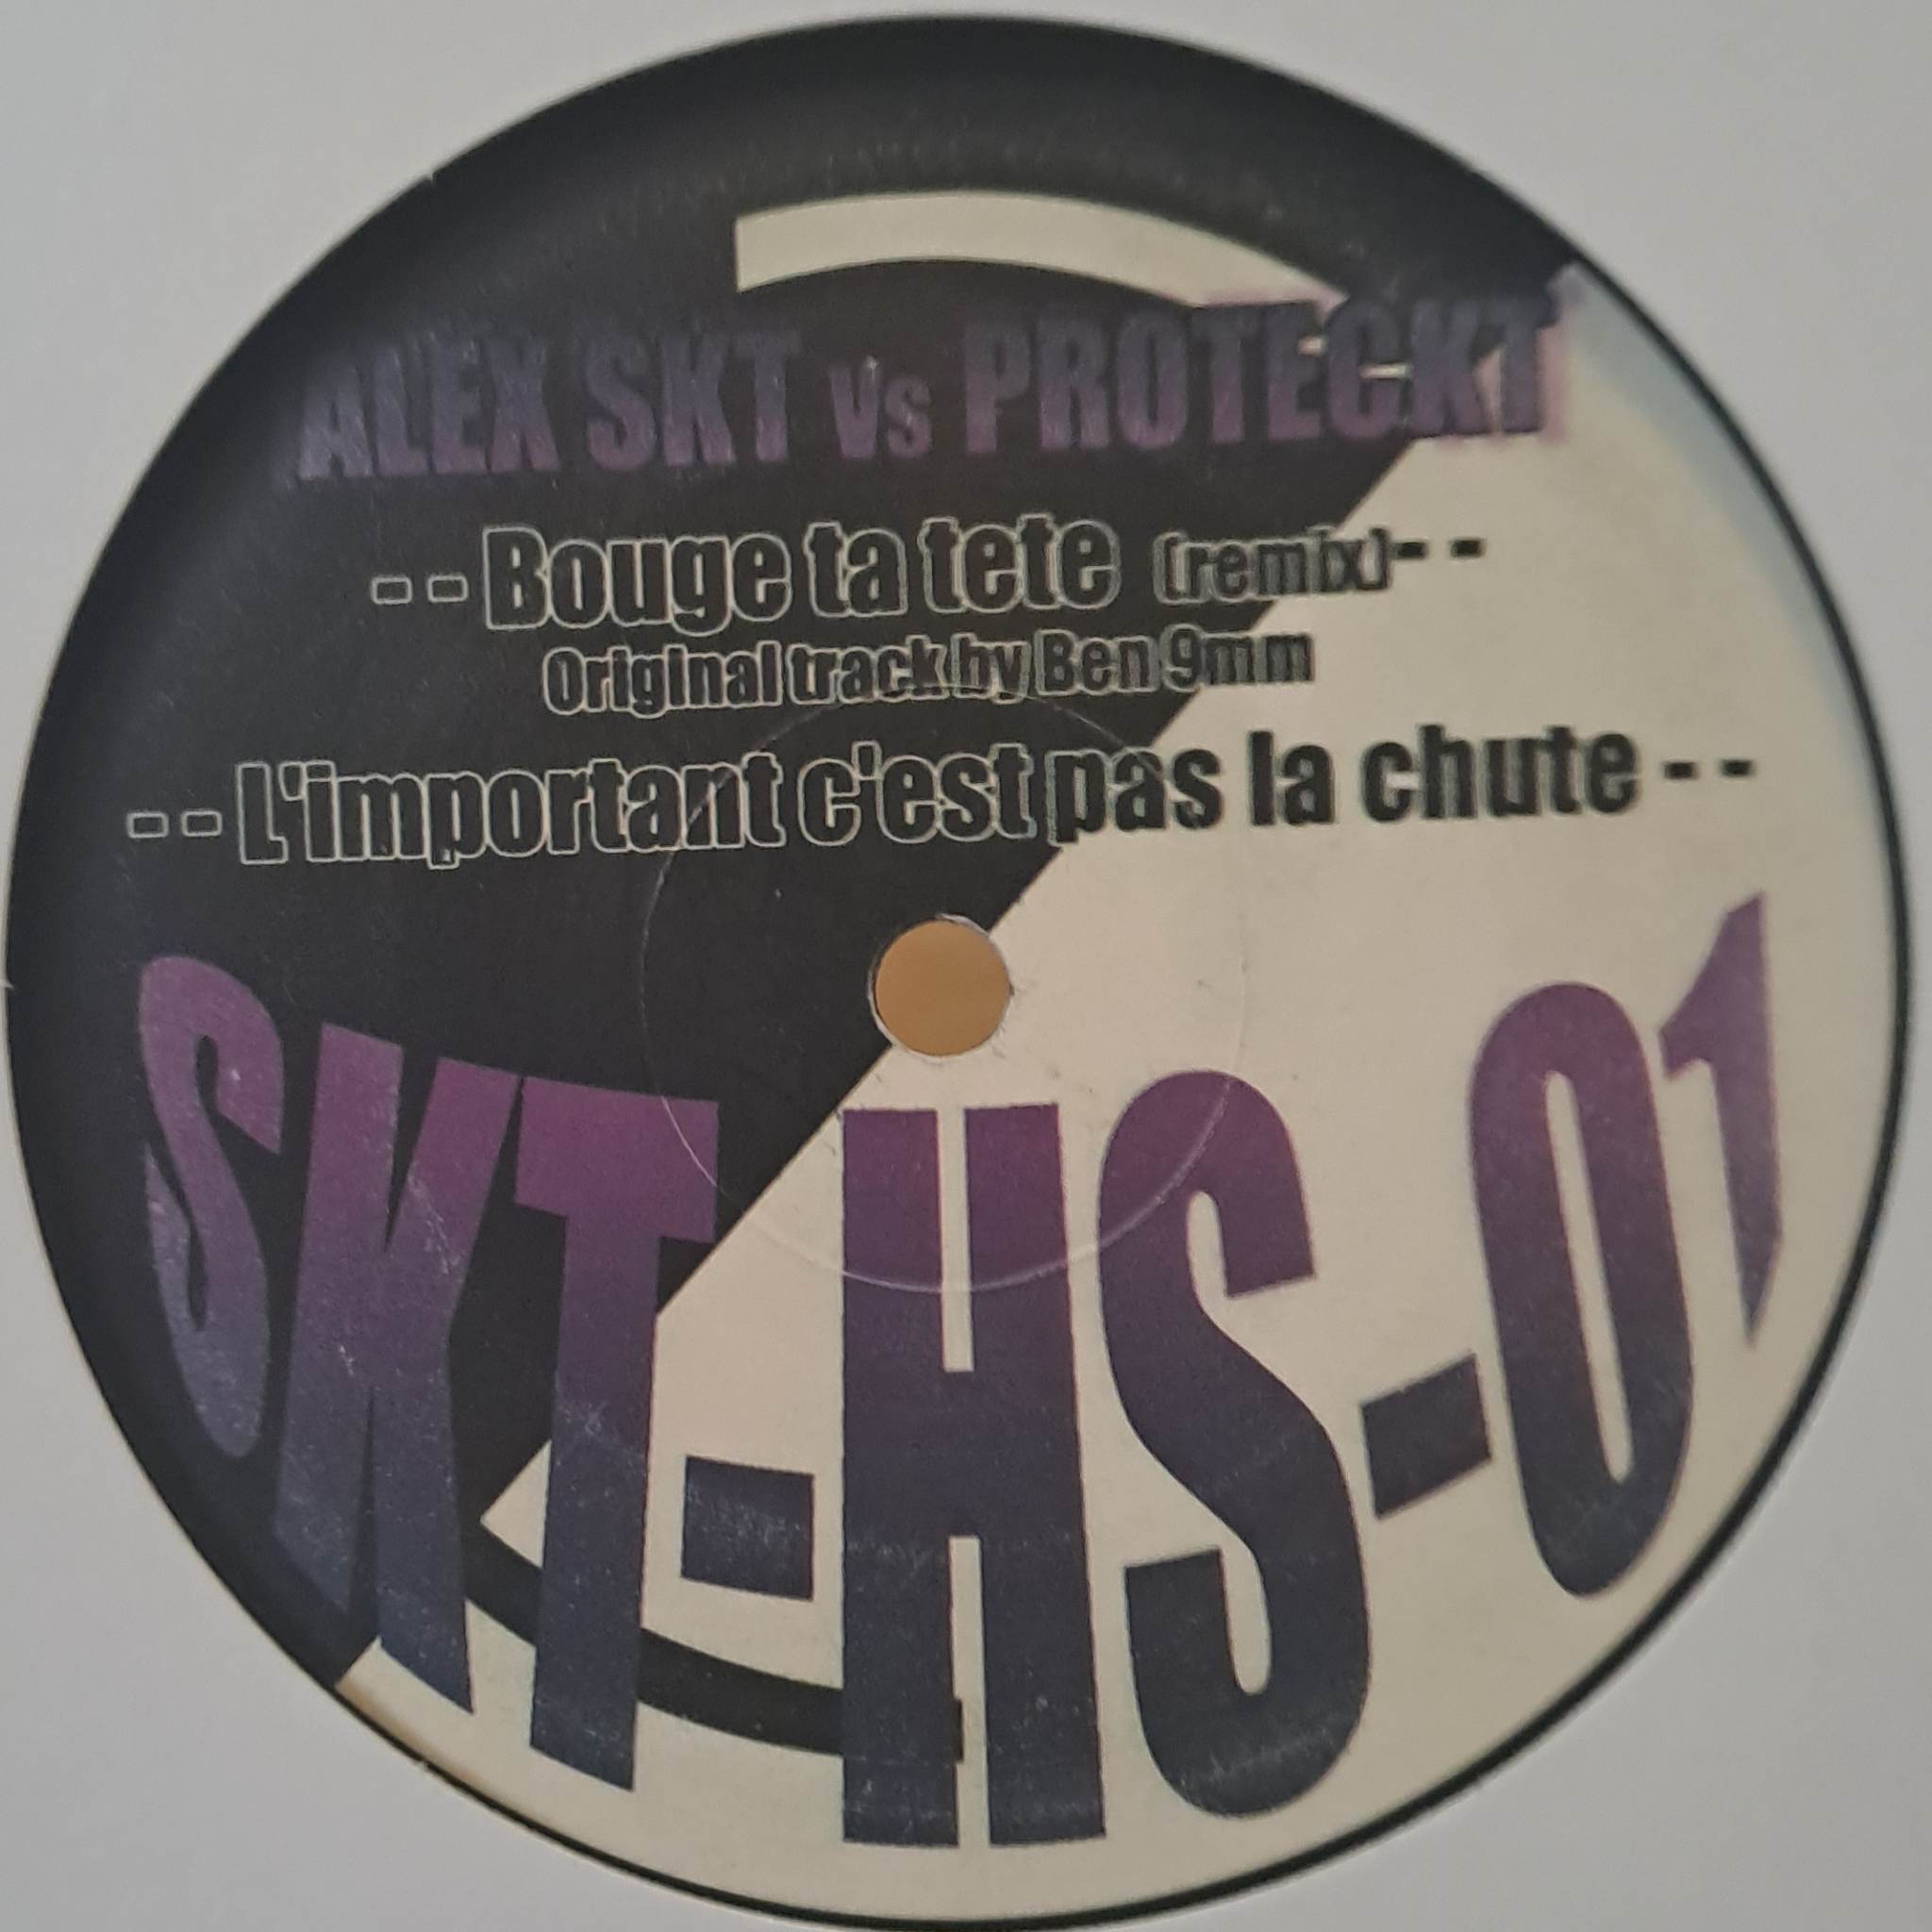 ALEX SKT Vs PROTECKT
-- Bouge ta tete (remix)--
Original track by Ben 9mm
-- L'important c'est pas la chute --
SKT-HS-01